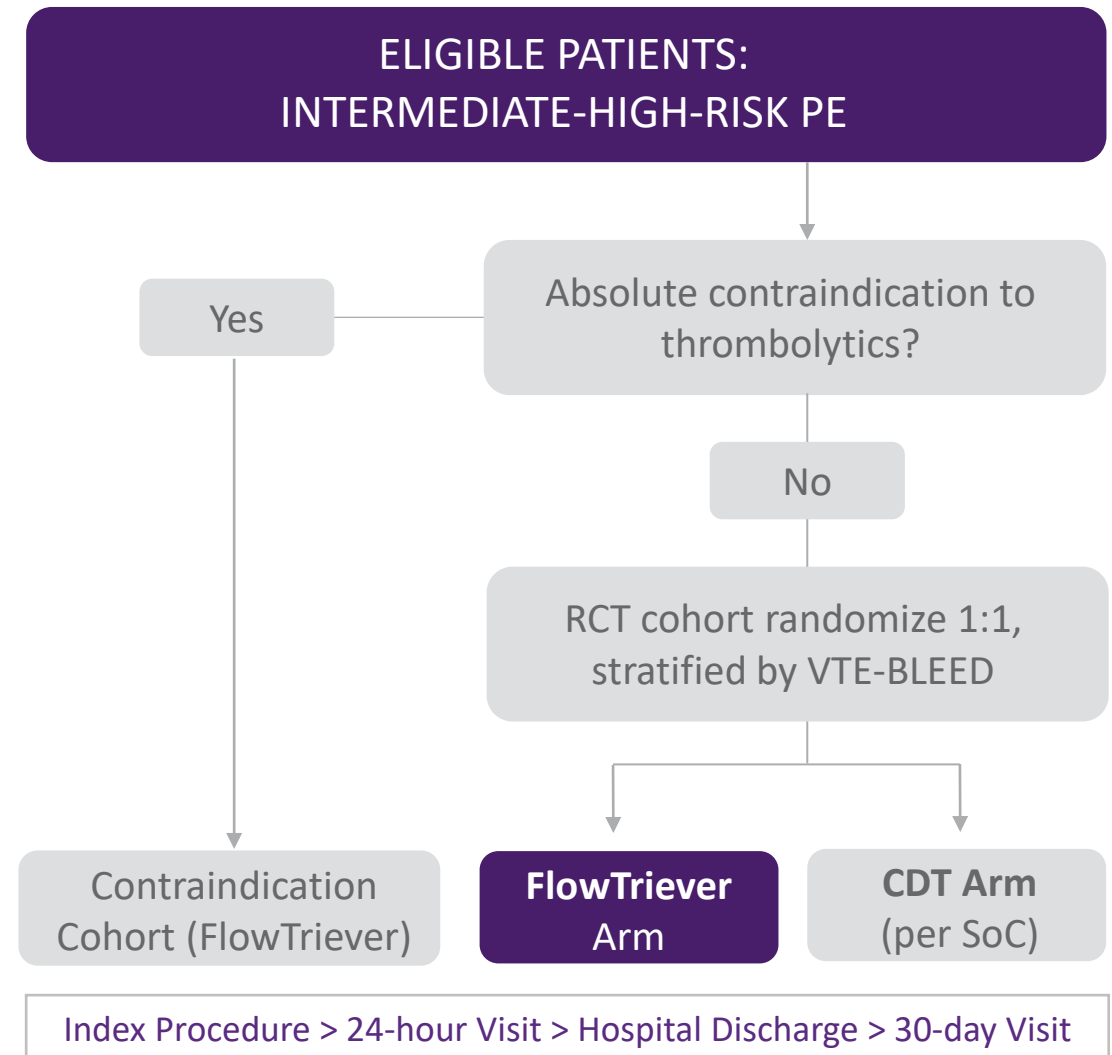 ELIGIBLE PATIENTS:
INTERMEDIATE-HIGH-RISK PE
Absolute contraindication to
thrombolytics?
Yes
No
RCT cohort randomize 1:1,
stratified by VTE-BLEED
Contraindication
Cohort (FlowTriever)
FlowTriever
Arm
CDT Arm
(per SoC)
Index Procedure > 24-hour Visit > Hospital Discharge > 30-day Visit